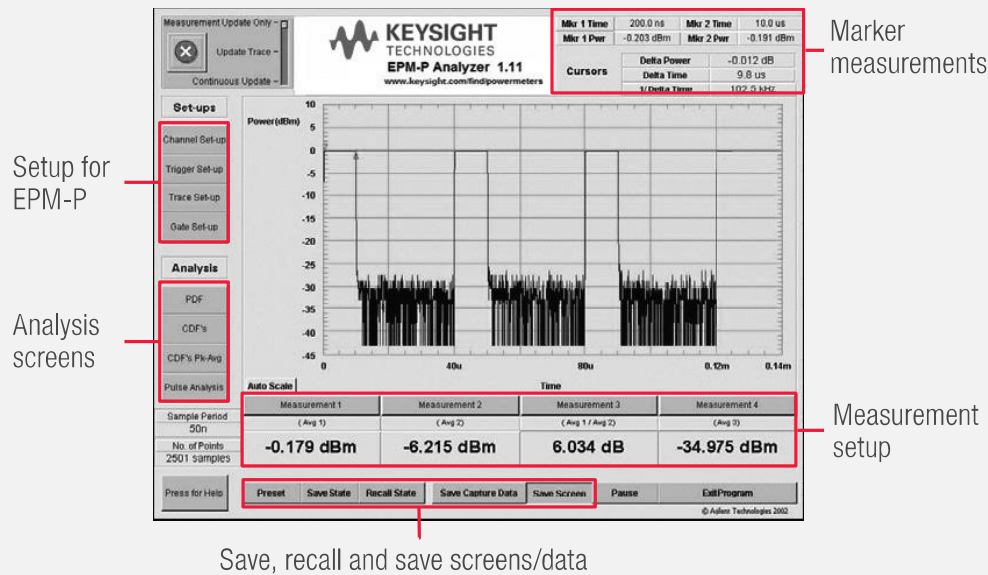 Measurement Update Only -
Update Trace -
Continuous Update -
KEYSIGHT
TECHNOLOGIES
EPM-P Analyzer 1.11
www.keysight.com/find/powermeters
Mkr 1 Time 200.0 ns Mkr 2 Time 10.0 us
Mkr 1 Pwr -0.203 dBm Mkr 2 Pwr -0.191 dBm
Cursors
Delta Power -0.012 dB
Delta Time 9.8 us
1/Delta Time 102.5 kHz
Marker
measurements
Set-ups
Channel Set-up
Trigger Set-up
Trace Set-up
Gate Set-up
Setup for
EPM-P
Analysis
PDF
CDF's
CDF's Pk-Avg
Pulse Analysis
Analysis
screens
Sample Period
50n
No. of Points
2501 samples
Press for Help
Power(dBm)
10
5
0
-5
-10
-15
-20
-25
-30
-35
-40
-45
0 40u 80u 0.12m 0.14m
Auto Scale Time
Measurement 1 Measurement 2 Measurement 3 Measurement 4
( Avg 1) ( Avg 2) ( Avg 1 / Avg 2) ( Avg 3)
-0.179 dBm -6.215 dBm 6.034 dB -34.975 dBm
Measurement
setup
Preset Save State Recall State Save Capture Data Save Screen Pause Exit Program
© Agilent Technologies 2002
Save, recall and save screens/data